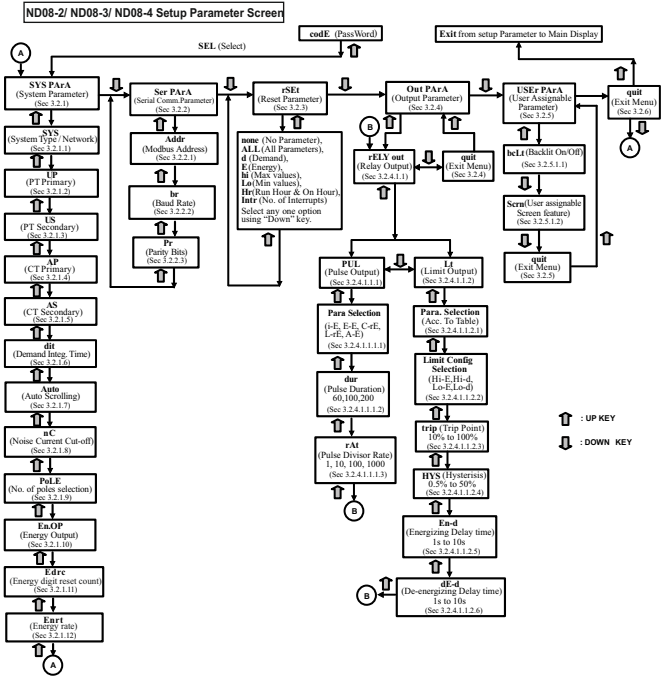 ND08-2/ ND08-3/ ND08-4 Setup Parameter Screen
codE (PassWord)
Exit from setup Parameter to Main Display
SEL (Select)
A
SYS PArA
(System Parameter)
(Sec 3.2.1)
Ser PArA
(Serial Comm.Parameter)
(Sec 3.2.2)
rSEt
(Reset Parameter)
(Sec 3.2.3)
Out PArA
(Output Parameter)
(Sec 3.2.4)
USEr PArA
(User Assignable
Parameter)
(Sec 3.2.5)
quit
(Exit Menu)
(Sec 3.2.6)
A
SYS
(System Type / Network)
(Sec 3.2.1.1)
UP
(PT Primary)
(Sec 3.2.1.2)
US
(PT Secondary)
(Sec 3.2.1.3)
AP
(CT Primary)
(Sec 3.2.1.4)
AS
(CT Secondary)
(Sec 3.2.1.5)
dit
(Demand Integ. Time)
(Sec 3.2.1.6)
Auto
(Auto Scrolling)
(Sec 3.2.1.7)
nC
(Noise Current Cut-off)
(Sec 3.2.1.8)
PoLE
(No. of poles selection)
(Sec 3.2.1.9)
En.OP
(Energy Output)
(Sec 3.2.1.10)
Edrc
(Energy digit reset count)
(Sec 3.2.1.11)
Enrt
(Energy rate)
(Sec 3.2.1.12)
A
Addr
(Modbus Address)
(Sec 3.2.2.1)
br
(Baud Rate)
(Sec 3.2.2.2)
Pr
(Parity Bits)
(Sec 3.2.2.3)
none (No Parameter),
ALL (All Parameters),
d (Demand),
E(Energy),
hi (Max values),
Lo(Min values),
Hr(Run Hour & On Hour),
Intr (No. of Interrupts)
Select any one option
using "Down" key.
B
rELY out
(Relay Output)
(Sec 3.2.4.1.1)
quit
(Exit Menu)
(Sec 3.2.4)
PUL
(Pulse Output)
(Sec 3.2.4.1.1.1)
Para Selection
(i-E, E-E, C-rE,
L-rE, A-E)
(Sec 3.2.4.1.1.1.1)
dur
(Pulse Duration)
60,100,200
(Sec 3.2.4.1.1.1.2)
rAt
(Pulse Divisor Rate)
1, 10, 100, 1000
(Sec 3.2.4.1.1.1.3)
B
Lt
(Limit Output)
(Sec 3.2.4.1.1.2)
Para. Selection
(Acc. To Table)
(Sec 3.2.4.1.1.2.1)
Limit Config
Selection
(Hi-E,Hi-d,
Lo-E,Lo-d)
(Sec 3.2.4.1.1.2.2)
trip (Trip Point)
10% to 100%
(Sec 3.2.4.1.1.2.3)
HYS (Hysterisis)
0.5% to 50%
(Sec 3.2.4.1.1.2.4)
En-d
(Energizing Delay time)
1s to 10s
(Sec 3.2.4.1.1.2.5)
B
dE-d
(De-energizing Delay time)
1s to 10s
(Sec 3.2.4.1.1.2.6)
bcLt (Backlit On/Off)
(Sec 3.2.5.1.1)
Scrn(User assignable
Screen feature)
(Sec 3.2.5.1.2)
quit
(Exit Menu)
(Sec 3.2.5)
: UP KEY
: DOWN KEY